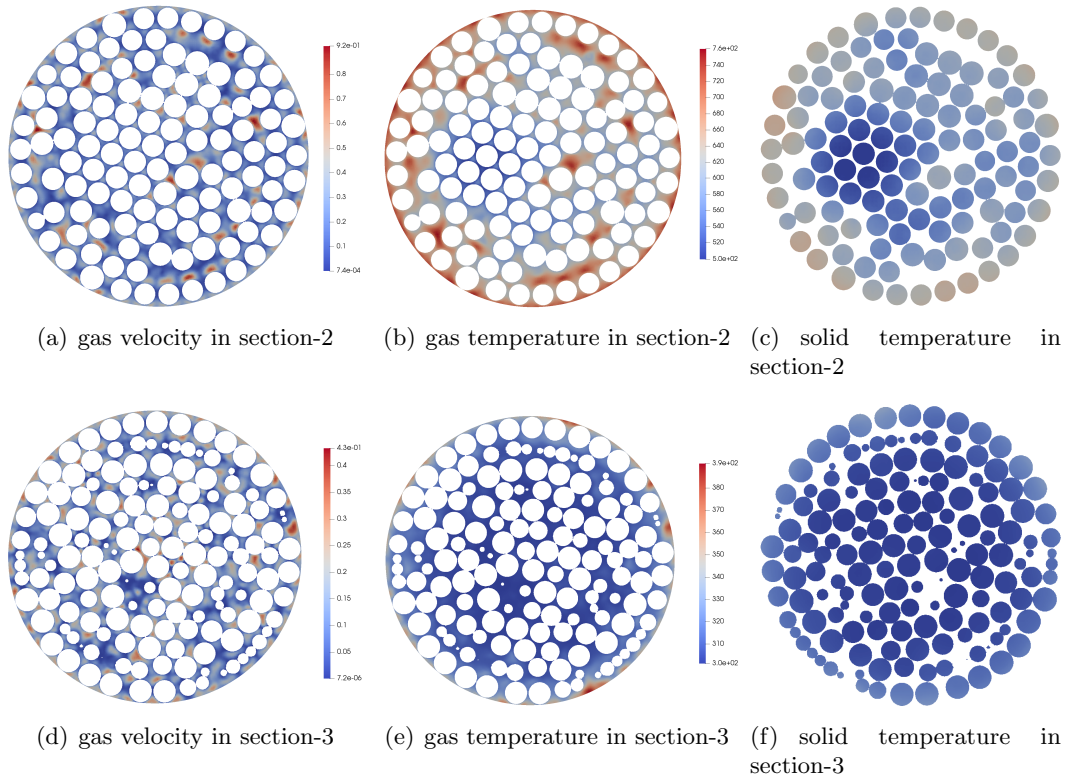 9.2e-01
0.8
0.7
0.6
0.5
0.4
0.3
0.2
0.1
7.4e-04
7.6e+02
740
720
700
680
660
640
620
600
580
560
540
520
5.0e+02
(a) gas velocity in section-2
(b) gas temperature in section-2
(c) solid temperature in
section-2
4.3e-01
0.4
0.35
0.3
0.25
0.2
0.15
0.1
0.05
7.2e-06
3.9e+02
380
370
360
350
340
330
320
310
3.0e+02
(d) gas velocity in section-3
(e) gas temperature in section-3
(f) solid temperature in
section-3